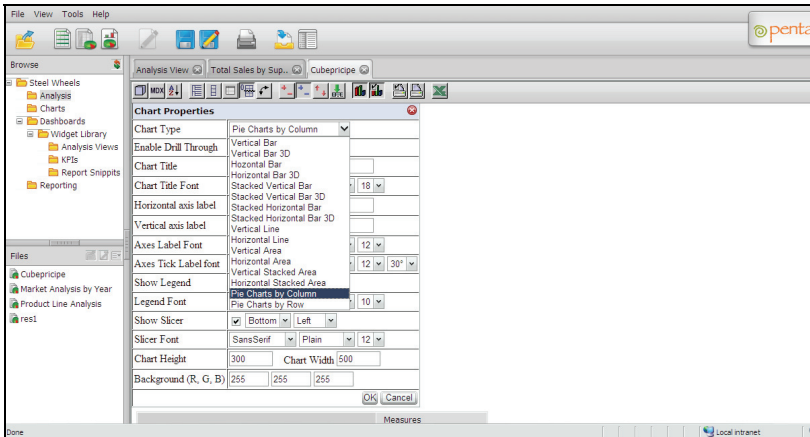 File View Tools Help
penta
Browse
Steel Wheels
Analysis
Charts
Dashboards
Widget Library
Analysis Views
KPIs
Report Snippits
Reporting
Files
Cubepricipe
Market Analysis by Year
Product Line Analysis
res1
Analysis View Total Sales by Sup.. Cubepricipe
MDX
Chart Properties
Chart Type Pie Charts by Column
Vertical Bar
Enable Drill Through
Vertical Bar 3D
Hozontal Bar
Chart Title
Horizontal Bar 3D
Stacked Vertical Bar
Chart Title Font 18
Stacked Vertical Bar 3D
Horizontal axis label
Stacked Horizontal Bar
Stacked Horizontal Bar 3D
Vertical axis label
Vertical Line
Horizontal Line
Axes Label Font 12
Vertical Area
Horizontal Area
Axes Tick Label font 12 30°
Vertical Stacked Area
Show Legend
Horizontal Stacked Area
Pie Charts by Column
Legend Font 10
Pie Charts by Row
Show Slicer Bottom Left
Slicer Font SansSerif Plain 12
Chart Height 300 Chart Width 500
Background (R, G, B) 255 255 255
OK Cancel
Measures
Done Local intranet